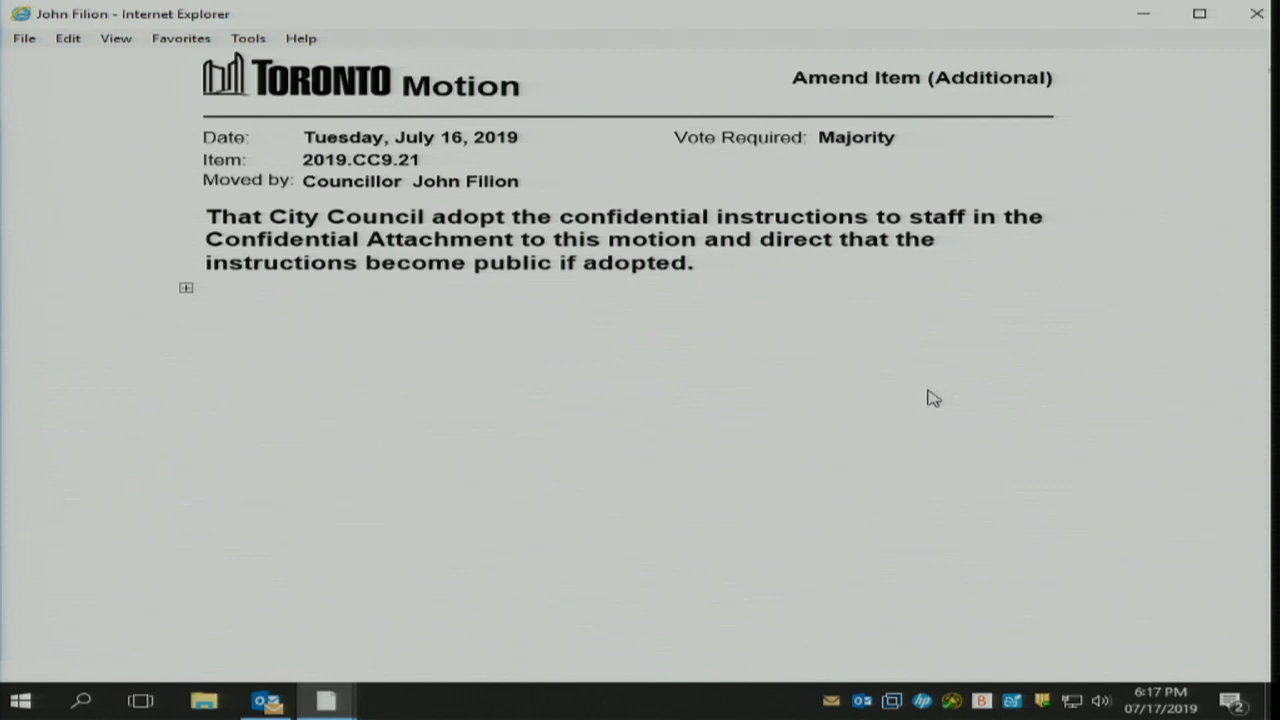 John Filion - Internet Explorer
File Edit View Favorites Tools Help
TORONTO Motion
Amend Item (Additional)
Date: Tuesday, July 16, 2019
Vote Required: Majority
Item: 2019.CC9.21
Moved by: Councillor John Filion
That City Council adopt the confidential instructions to staff in the
Confidential Attachment to this motion and direct that the
instructions become public if adopted.
6:17 PM
07/17/2019
2